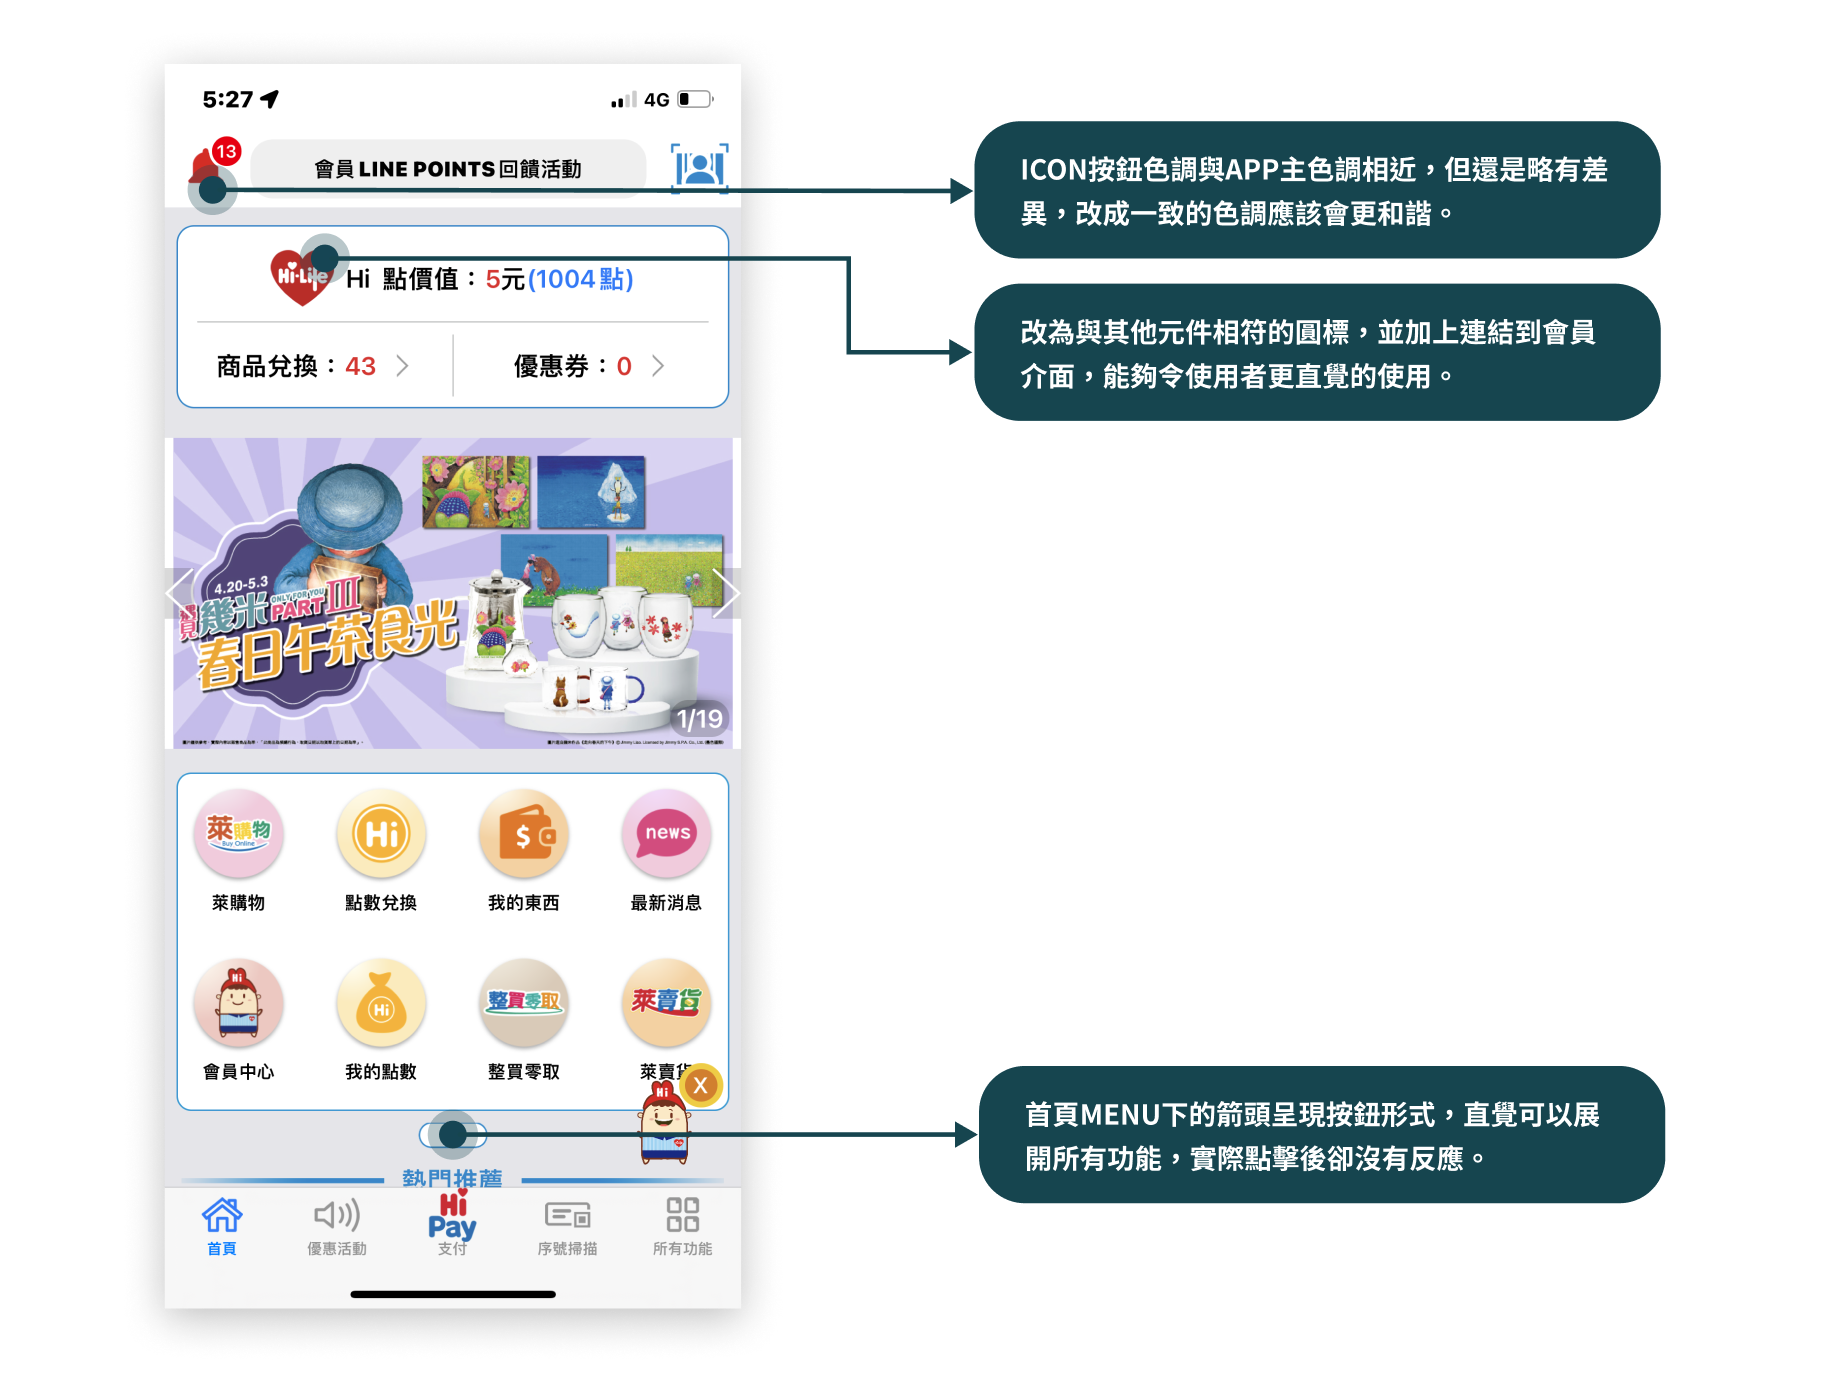 5:27
4G
13
會員 LINE POINTS 回饋活動
ICON按鈕色調與APP主色調相近，但還是略有差
異，改成一致的色調應該會更和諧。
Hi-Life
Hi 點價值：5元(1004 點)
改為與其他元件相符的圓標，並加上連結到會員
介面，能夠令使用者更直覺的使用。
商品兌換：43
優惠券：0
4.20-5.3
遇見幾米 ONLY FOR YOU PART III
春日午茶食光
1/19
萊購物
Buy Online
Hi
$
news
萊購物
點數兌換
我的東西
最新消息
Hi
Hi
整買零取
萊賣貨
會員中心
我的點數
整買零取
萊賣貨
X
Hi
首頁MENU下的箭頭呈現按鈕形式，直覺可以展
開所有功能，實際點擊後卻沒有反應。
熱門推薦
Hi
Pay
首頁
優惠活動
支付
序號掃描
所有功能